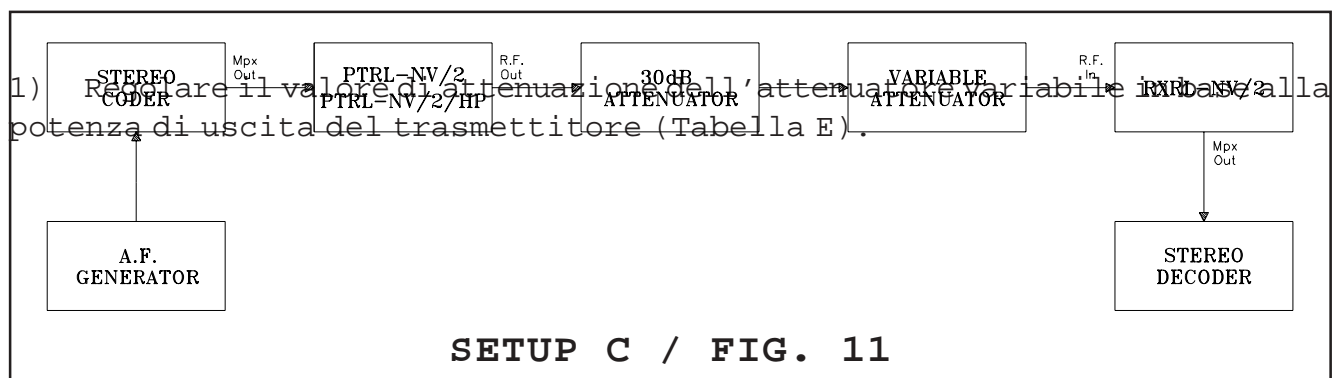 Mpx
Out
R.F.
Out
R.F.
In
STEREO
CODER
PTRL-NV/2
PTRL-NV/2/HP
30dB
ATTENUATOR
VARIABLE
ATTENUATOR
RXRL-NV/2
1) Regolare il valore di attenuazione dell'attenuatore variabile in base alla
potenza di uscita del trasmettitore (Tabella E).
Mpx
Out
A.F.
GENERATOR
STEREO
DECODER
SETUP C / FIG. 11